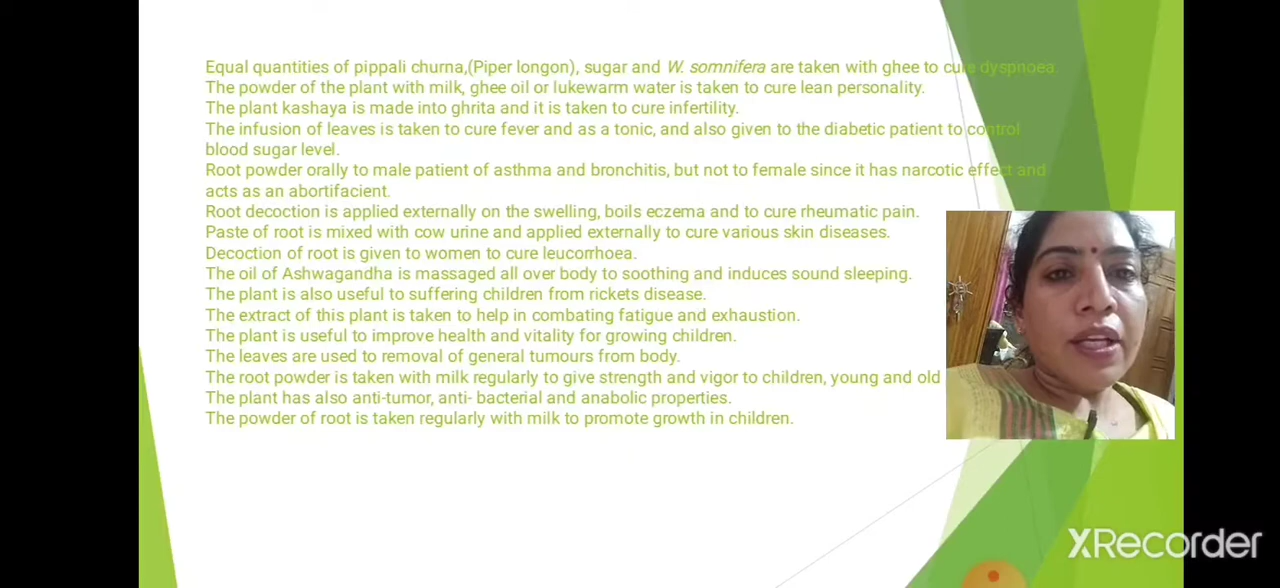 Equal quantities of pippali churna,(Piper longon), sugar and W. somnifera are taken with ghee to cure dyspnoea.
The powder of the plant with milk, ghee oil or lukewarm water is taken to cure lean personality.
The plant kashaya is made into ghrita and it is taken to cure infertility.
The infusion of leaves is taken to cure fever and as a tonic, and also given to the diabetic patient to control
blood sugar level.
Root powder orally to male patient of asthma and bronchitis, but not to female since it has narcotic effect and
acts as an abortifacient.
Root decoction is applied externally on the swelling, boils eczema and to cure rheumatic pain.
Paste of root is mixed with cow urine and applied externally to cure various skin diseases.
Decoction of root is given to women to cure leucorrhoea.
The oil of Ashwagandha is massaged all over body to soothing and induces sound sleeping.
The plant is also useful to suffering children from rickets disease.
The extract of this plant is taken to help in combating fatigue and exhaustion.
The plant is useful to improve health and vitality for growing children.
The leaves are used to removal of general tumours from body.
The root powder is taken with milk regularly to give strength and vigor to children, young and old
The plant has also anti-tumor, anti- bacterial and anabolic properties.
The powder of root is taken regularly with milk to promote growth in children.
XRecorder